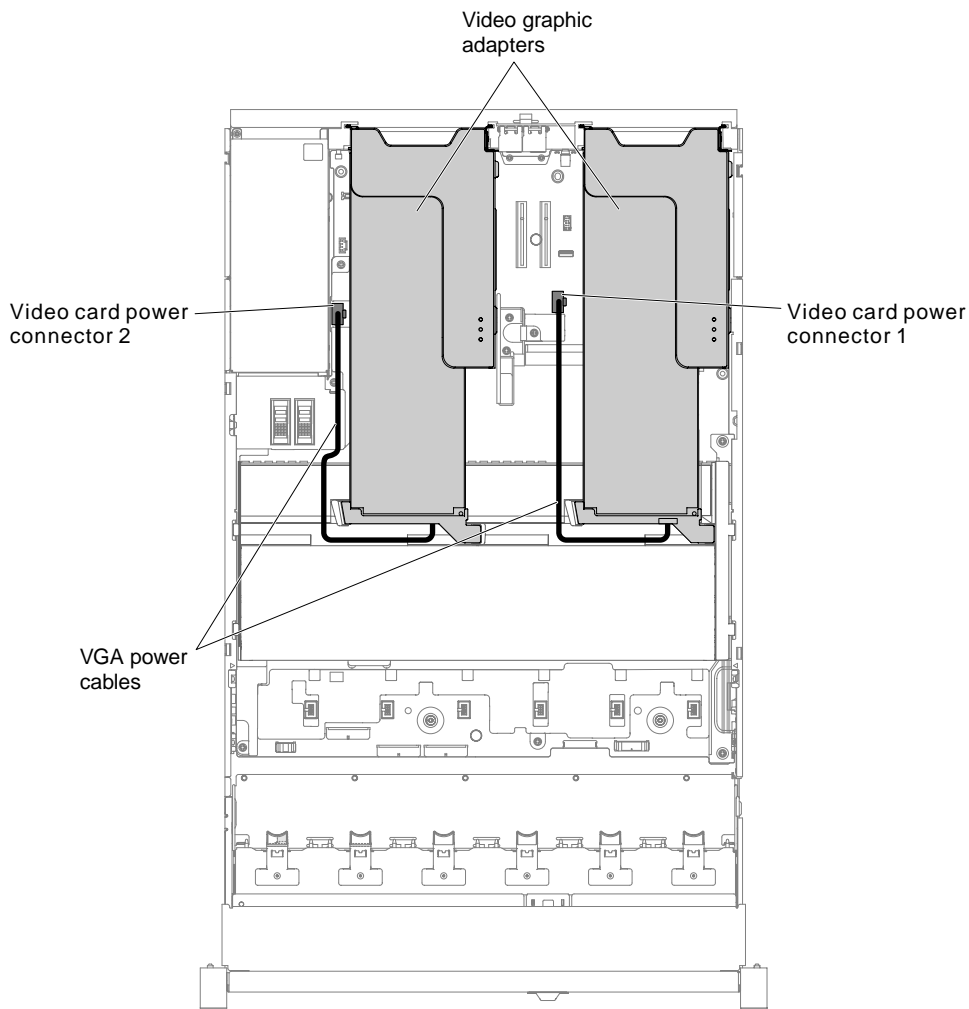 Video graphic
adapters
Video card power
connector 2
Video card power
connector 1
VGA power
cables